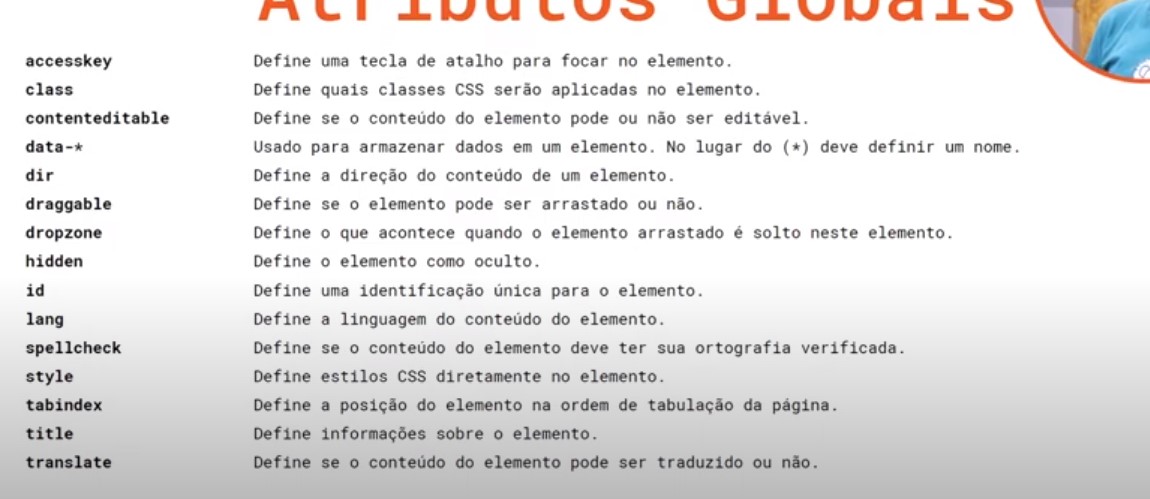 Atributos Globais
accesskey Define uma tecla de atalho para focar no elemento.
class Define quais classes CSS serão aplicadas no elemento.
contenteditable Define se o conteúdo do elemento pode ou não ser editável.
data-* Usado para armazenar dados em um elemento. No lugar do (*) deve definir um nome.
dir Define a direção do conteúdo de um elemento.
draggable Define se o elemento pode ser arrastado ou não.
dropzone Define o que acontece quando o elemento arrastado é solto neste elemento.
hidden Define o elemento como oculto.
id Define uma identificação única para o elemento.
lang Define a linguagem do conteúdo do elemento.
spellcheck Define se o conteúdo do elemento deve ter sua ortografia verificada.
style Define estilos CSS diretamente no elemento.
tabindex Define a posição do elemento na ordem de tabulação da página.
title Define informações sobre o elemento.
translate Define se o conteúdo do elemento pode ser traduzido ou não.